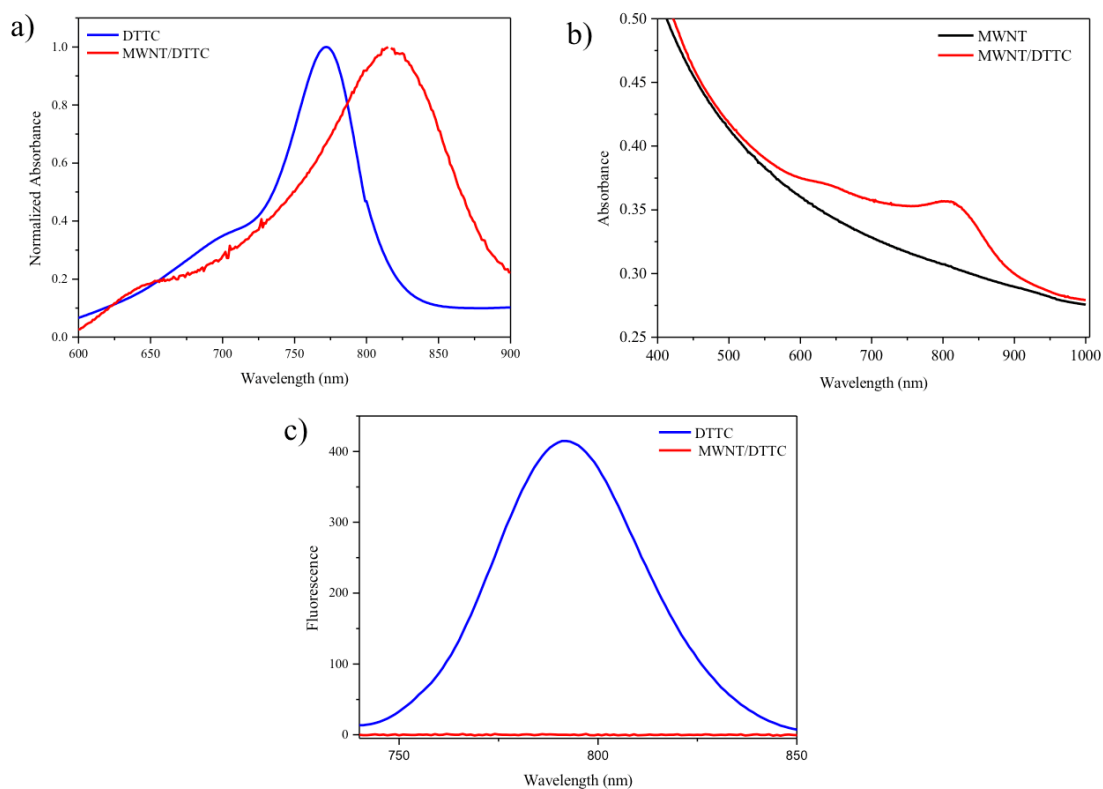 a)
DTTC
MWNT/DTTC
Normalized Absorbance
1.0
0.8
0.6
0.4
0.2
0.0
600 650 700 750 800 850 900
Wavelength (nm)
b)
MWNT
MWNT/DTTC
Absorbance
0.50
0.45
0.40
0.35
0.30
0.25
400 500 600 700 800 900 1000
Wavelength (nm)
c)
DTTC
MWNT/DTTC
Fluorescence
400
300
200
100
0
750 800 850
Wavelength (nm)